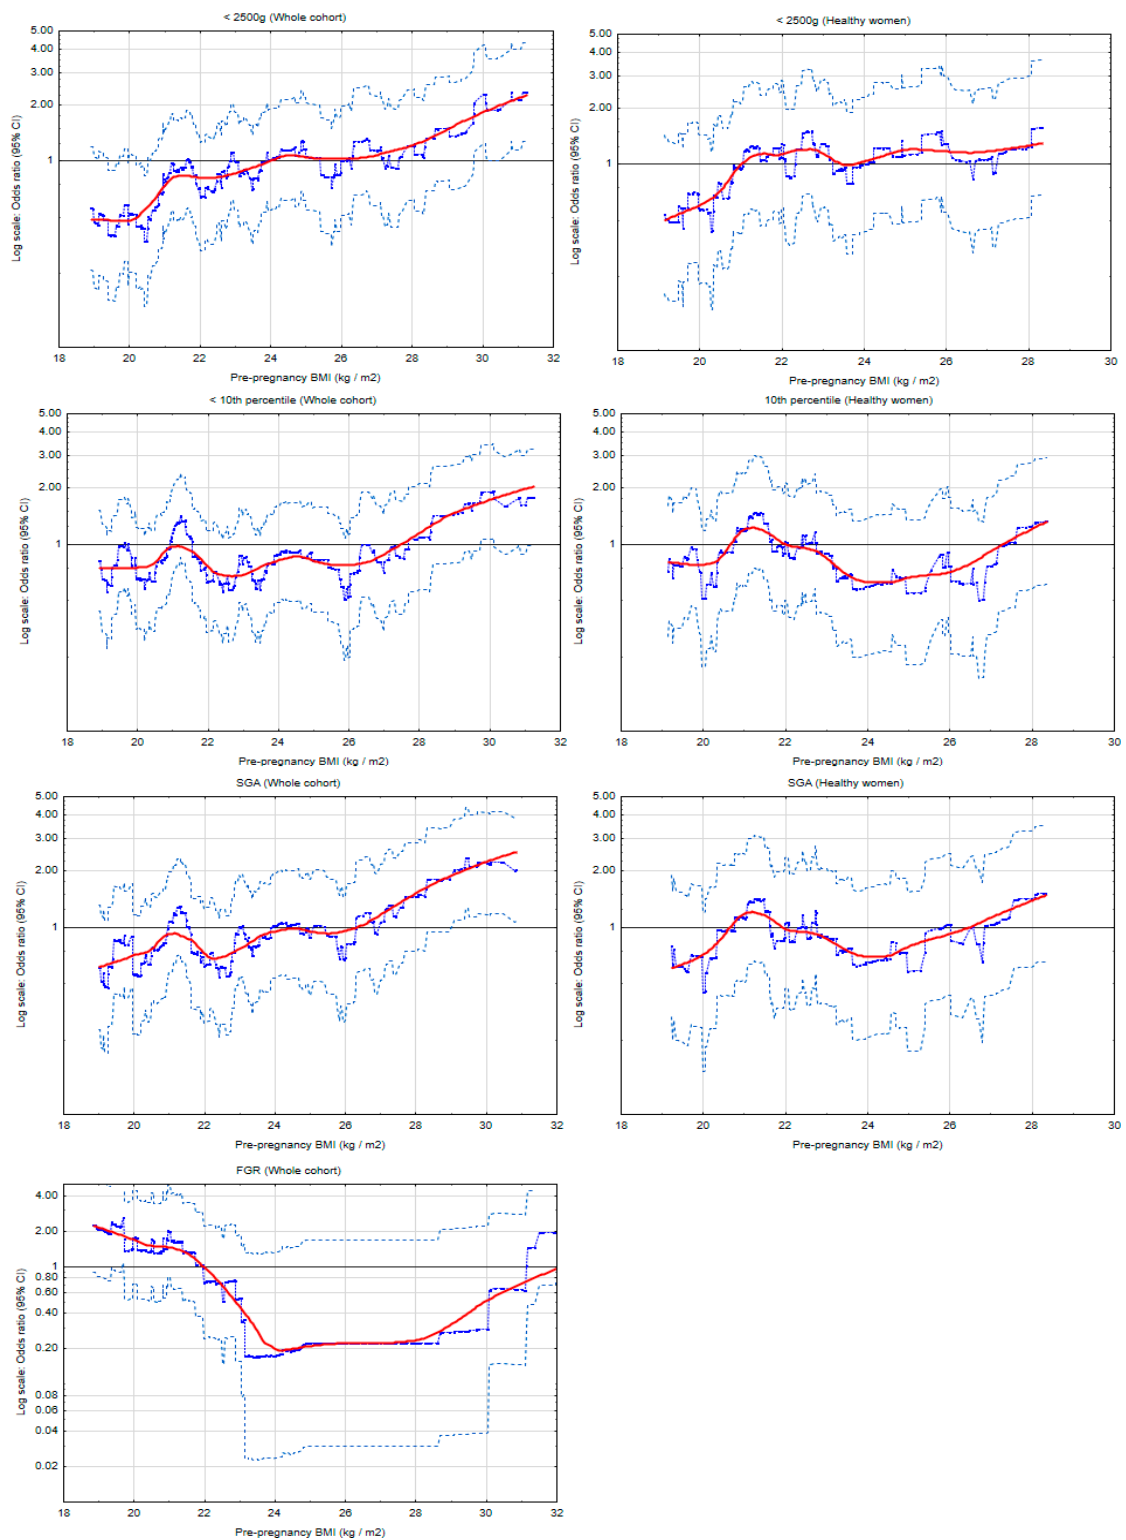 < 2500g (Whole cohort)
5.00
4.00
3.00
2.00
1
Log scale: Odds ratio (95% CI)
18 20 22 24 26 28 30 32
Pre-pregnancy BMI (kg / m2)
< 2500g (Healthy women)
5.00
4.00
3.00
2.00
1
Log scale: Odds ratio (95% CI)
18 20 22 24 26 28 30
Pre-pregnancy BMI (kg / m2)
< 10th percentile (Whole cohort)
5.00
4.00
3.00
2.00
1
Log scale: Odds ratio (95% CI)
18 20 22 24 26 28 30 32
Pre-pregnancy BMI (kg / m2)
10th percentile (Healthy women)
5.00
4.00
3.00
2.00
1
Log scale: Odds ratio (95% CI)
18 20 22 24 26 28 30
Pre-pregnancy BMI (kg / m2)
SGA (Whole cohort)
5.00
4.00
3.00
2.00
1
Log scale: Odds ratio (95% CI)
18 20 22 24 26 28 30 32
Pre-pregnancy BMI (kg / m2)
SGA (Healthy women)
5.00
4.00
3.00
2.00
1
Log scale: Odds ratio (95% CI)
18 20 22 24 26 28 30
Pre-pregnancy BMI (kg / m2)
FGR (Whole cohort)
4.00
2.00
1
0.80
0.60
0.40
0.20
0.08
0.06
0.04
0.02
Log scale: Odds ratio (95% CI)
18 20 22 24 26 28 30 32
Pre-pregnancy BMI (kg / m2)